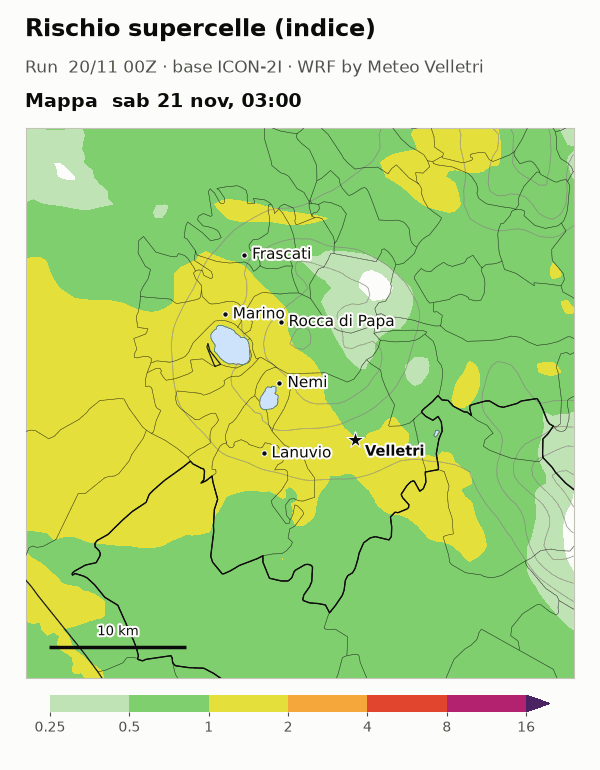 Rischio supercelle (indice)
Run  20/11 00Z · base ICON-2I · WRF by Meteo Velletri
Mappa  sab 21 nov, 03:00
Frascati
Marino
Rocca di Papa
Nemi
Velletri
Lanuvio
10 km
0.25 0.5 1 2 4 8 16